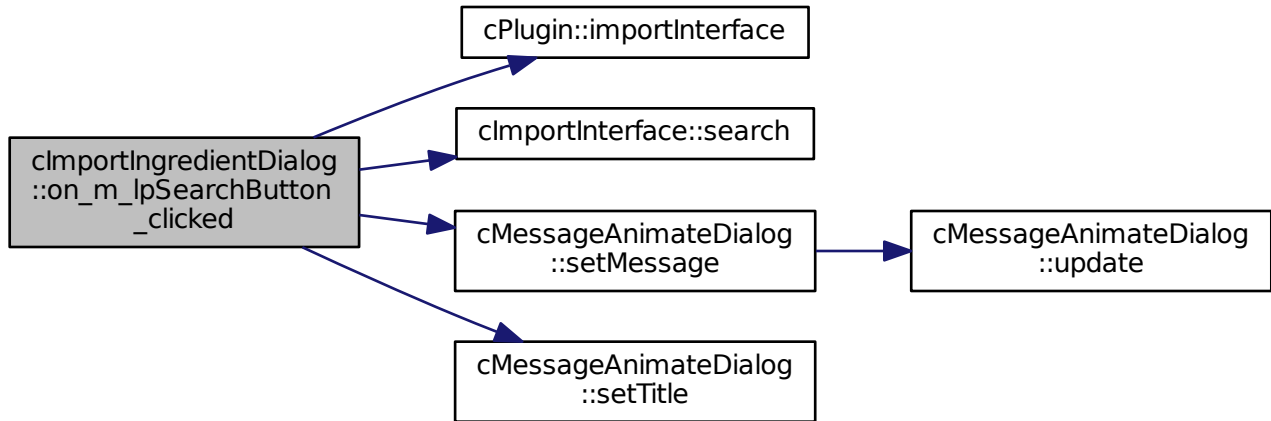 cPlugin::importInterface
cImportInterface::search
cImportIngredientDialog
::on_m_lpSearchButton
_clicked
cMessageAnimateDialog
::setMessage
cMessageAnimateDialog
::update
cMessageAnimateDialog
::setTitle